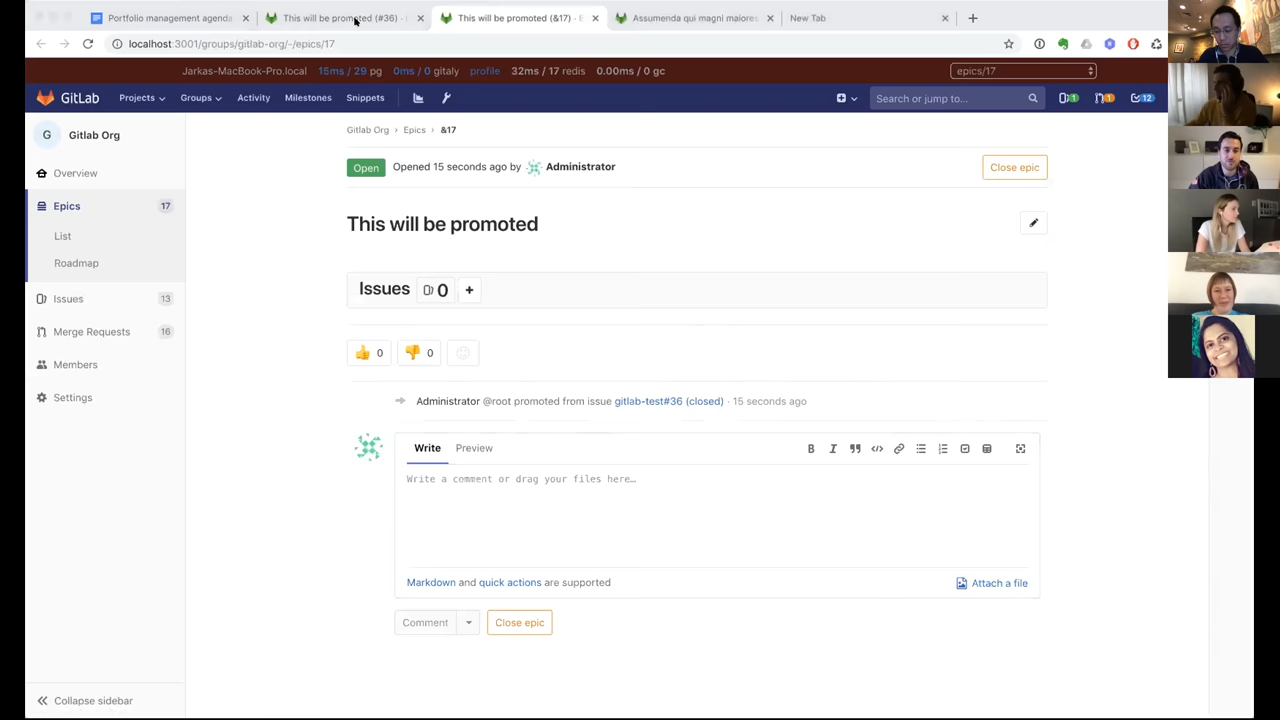 Portfolio management agenda
This will be promoted (#36) ·
This will be promoted (&17) · E
Assumenda qui magni maiores
New Tab
localhost:3001/groups/gitlab-org/-/epics/17
Jarkas-MacBook-Pro.local 15ms / 29 pg 0ms / 0 gitaly profile 32ms / 17 redis 0.00ms / 0 gc epics/17
GitLab Projects Groups Activity Milestones Snippets Search or jump to... 1 1 12
G Gitlab Org
Overview
Epics 17
List
Roadmap
Issues 13
Merge Requests 16
Members
Settings
Collapse sidebar
Gitlab Org › Epics › &17
Open Opened 15 seconds ago by Administrator Close epic
This will be promoted
Issues 0 +
👍 0 👎 0
Administrator @root promoted from issue gitlab-test#36 (closed) · 15 seconds ago
Write Preview
Write a comment or drag your files here…
Markdown and quick actions are supported Attach a file
Comment Close epic